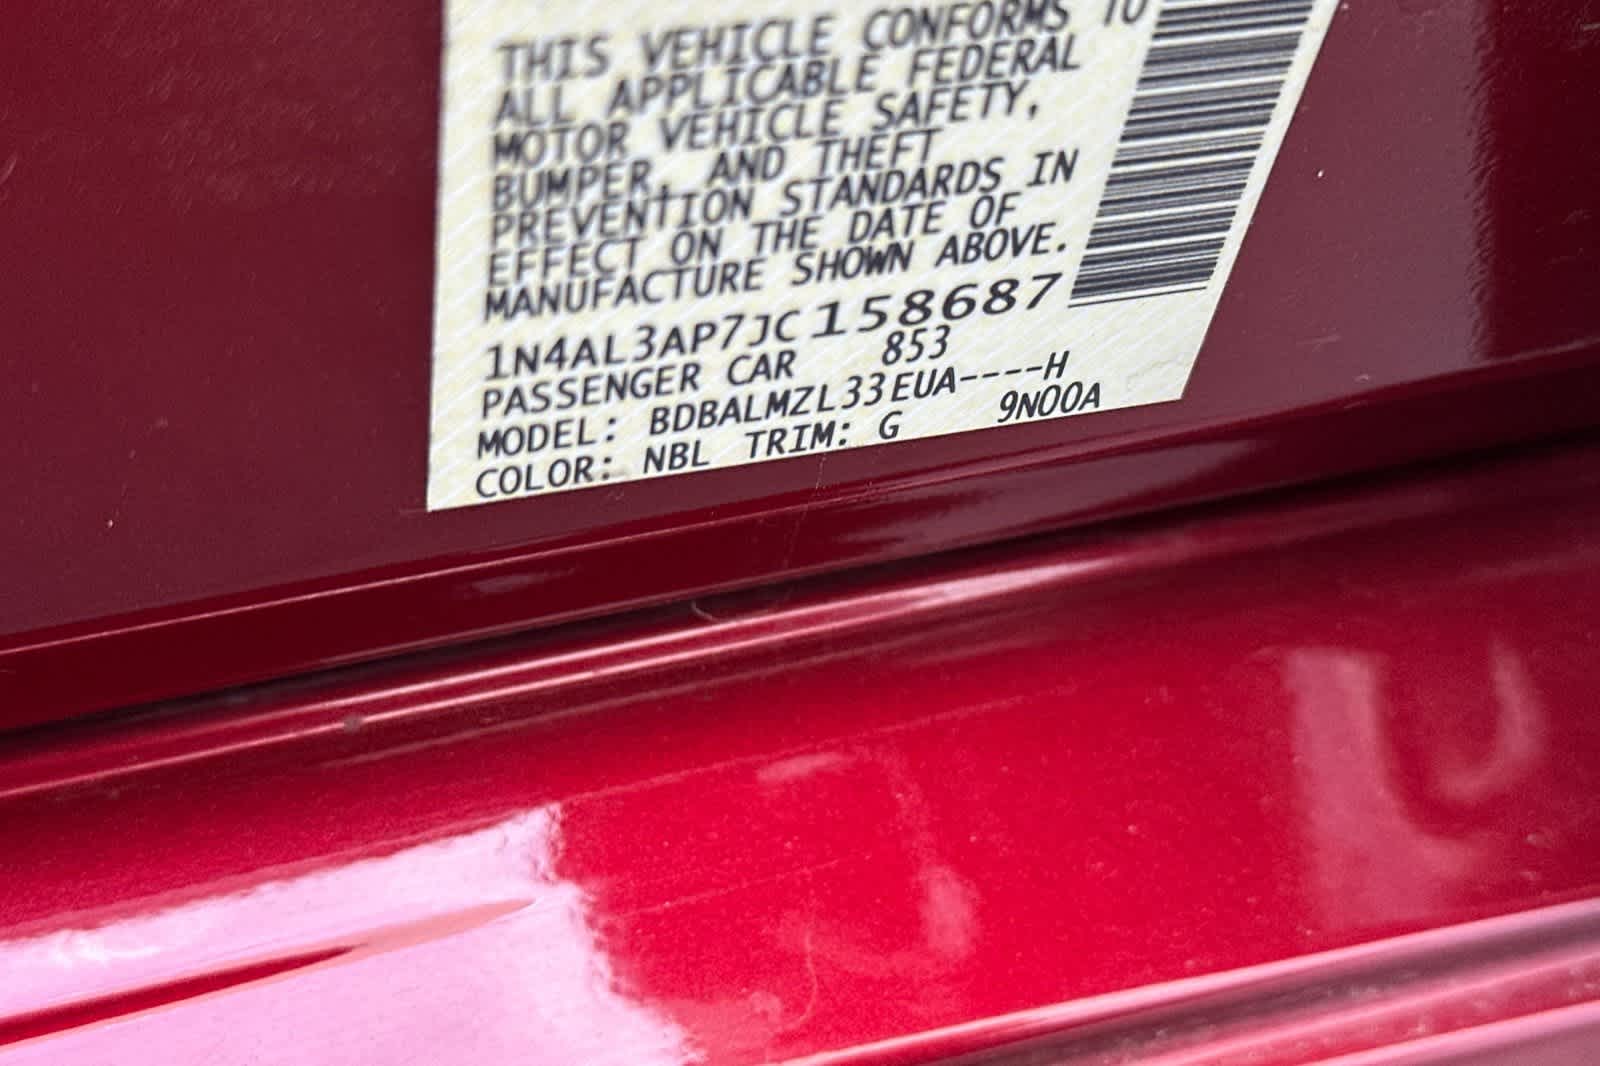 THIS VEHICLE CONFORMS TO
ALL APPLICABLE FEDERAL
MOTOR VEHICLE SAFETY,
BUMPER, AND THEFT
PREVENTION STANDARDS IN
EFFECT ON THE DATE OF
MANUFACTURE SHOWN ABOVE.
1N4AL3AP7JC158687
PASSENGER CAR 853
MODEL: BDBALMZL33EUA----H
COLOR: NBL TRIM: G 9N00A